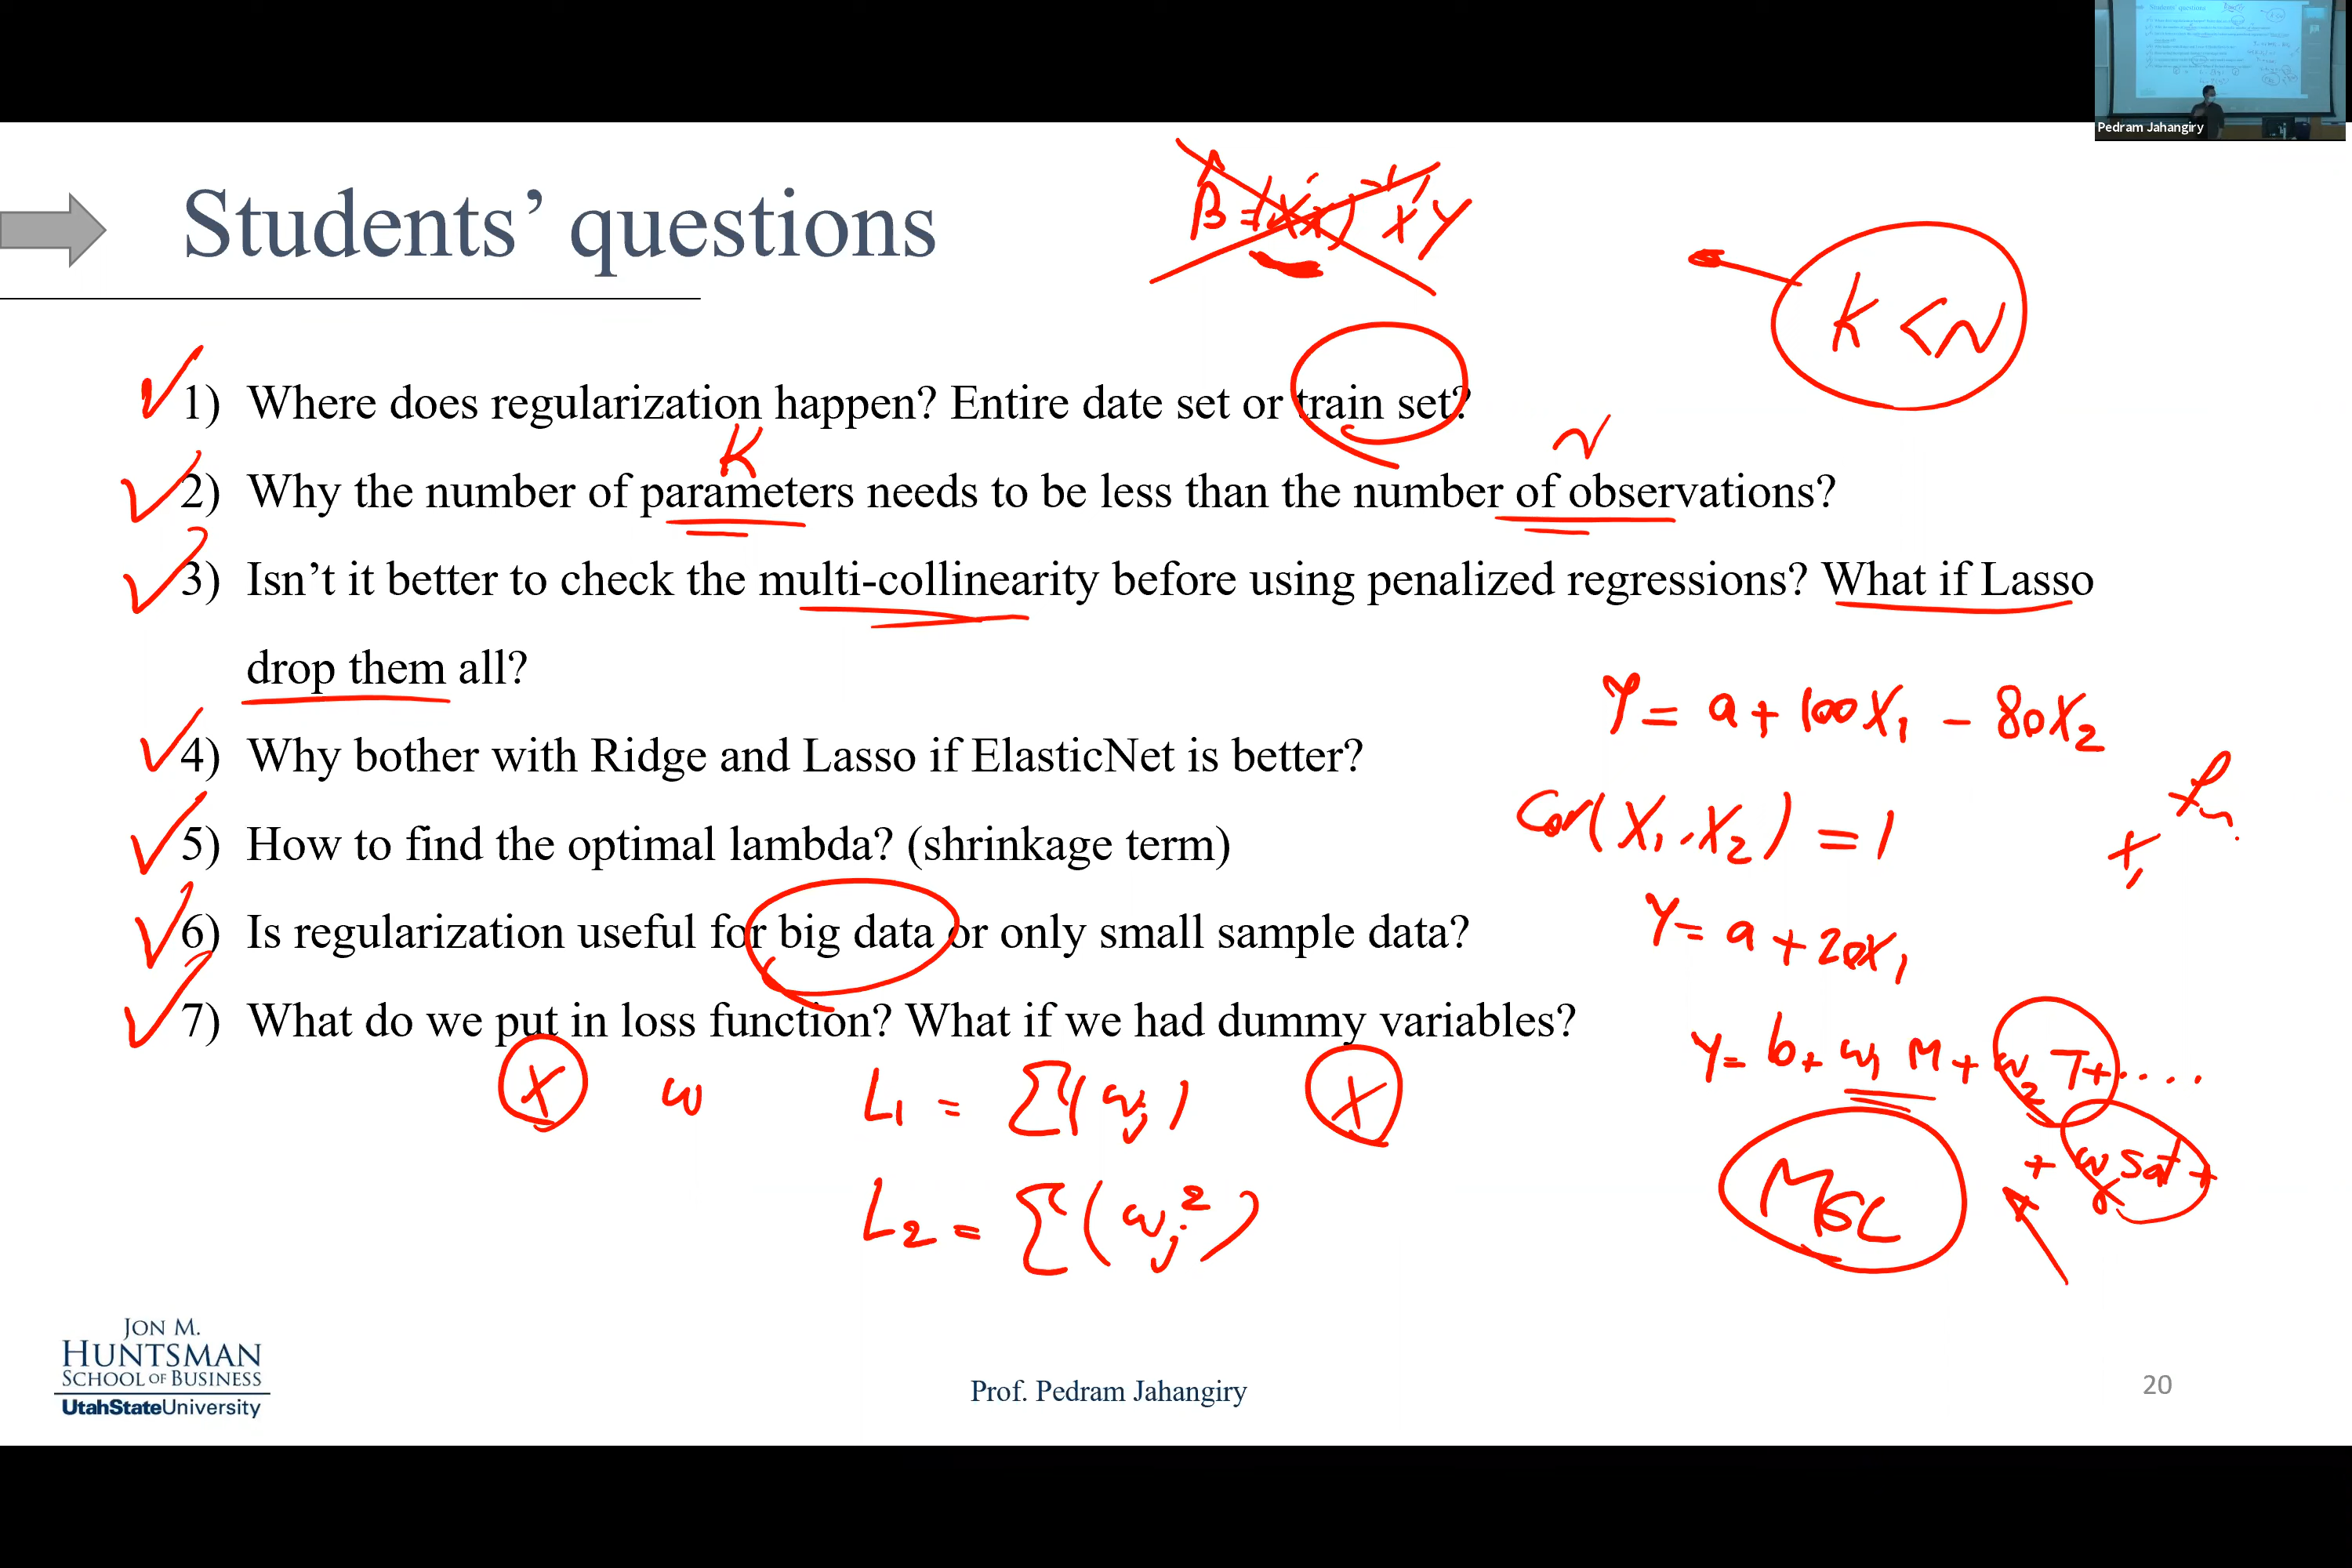 Pedram Jahangiry
Students’ questions
β̂ = (X'X)⁻¹ X'Y
K < N
1) Where does regularization happen? Entire date set or train set?
K
N
2) Why the number of parameters needs to be less than the number of observations?
3) Isn’t it better to check the multi-collinearity before using penalized regressions? What if Lasso
drop them all?
Y = a + 100X₁ - 80X₂
4) Why bother with Ridge and Lasso if ElasticNet is better?
Cor(X₁, X₂) = 1
5) How to find the optimal lambda? (shrinkage term)
Y = a + 20X₁
6) Is regularization useful for big data or only small sample data?
7) What do we put in loss function? What if we had dummy variables?
Y = b + w₁ M + w₂ T + ....
X w L₁ = Σ|wⱼ| X
+ Sat +
L₂ = Σ(wⱼ²)
JON M.
HUNTSMAN
SCHOOL OF BUSINESS
UtahStateUniversity
Prof. Pedram Jahangiry
20